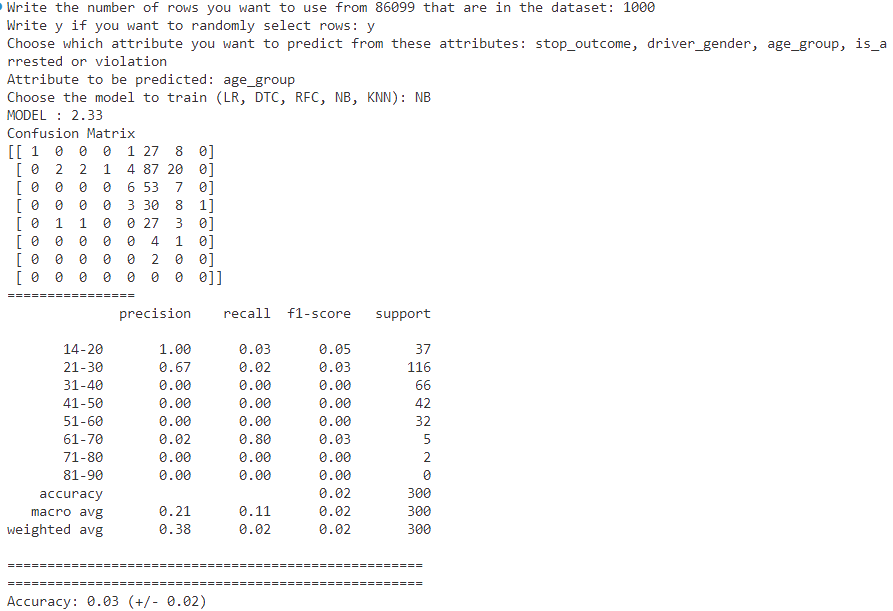 Write the number of rows you want to use from 86099 that are in the dataset: 1000
Write y if you want to randomly select rows: y
Choose which attribute you want to predict from these attributes: stop_outcome, driver_gender, age_group, is_a
rrested or violation
Attribute to be predicted: age_group
Choose the model to train (LR, DTC, RFC, NB, KNN): NB
MODEL : 2.33
Confusion Matrix
[[ 1  0  0  0  1 27  8  0]
 [ 0  2  2  1  4 87 20  0]
 [ 0  0  0  0  6 53  7  0]
 [ 0  0  0  0  3 30  8  1]
 [ 0  1  1  0  0 27  3  0]
 [ 0  0  0  0  0  4  1  0]
 [ 0  0  0  0  0  2  0  0]
 [ 0  0  0  0  0  0  0  0]]
================
              precision    recall  f1-score   support
       14-20       1.00      0.03      0.05        37
       21-30       0.67      0.02      0.03       116
       31-40       0.00      0.00      0.00        66
       41-50       0.00      0.00      0.00        42
       51-60       0.00      0.00      0.00        32
       61-70       0.02      0.80      0.03         5
       71-80       0.00      0.00      0.00         2
       81-90       0.00      0.00      0.00         0
    accuracy                           0.02       300
   macro avg       0.21      0.11      0.02       300
weighted avg       0.38      0.02      0.02       300
====================================================
====================================================
Accuracy: 0.03 (+/- 0.02)